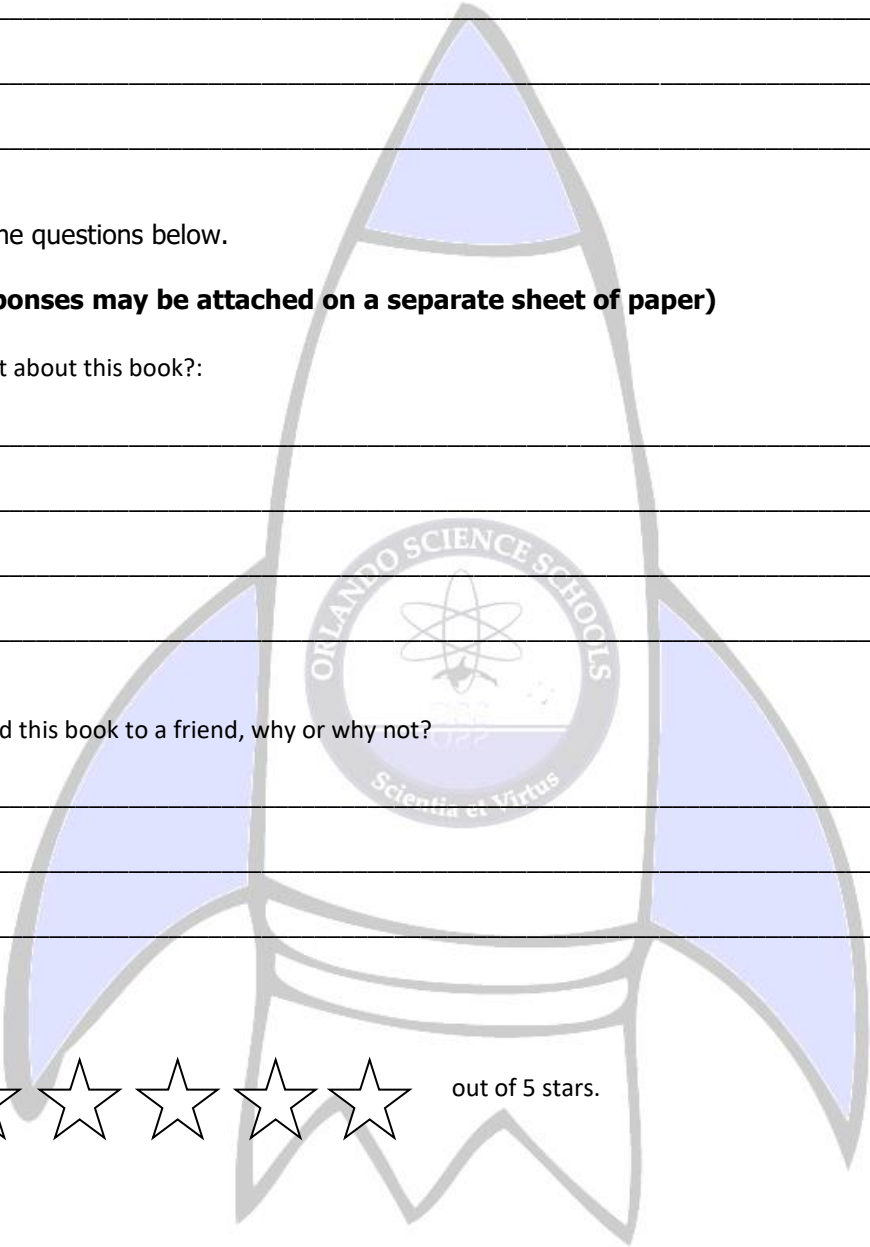 he questions below.
ponses may be attached on a separate sheet of paper)
t about this book?:
ORLANDO SCIENCE SCHOOLS
d this book to a friend, why or why not?
Scientia et Virtus
out of 5 stars.